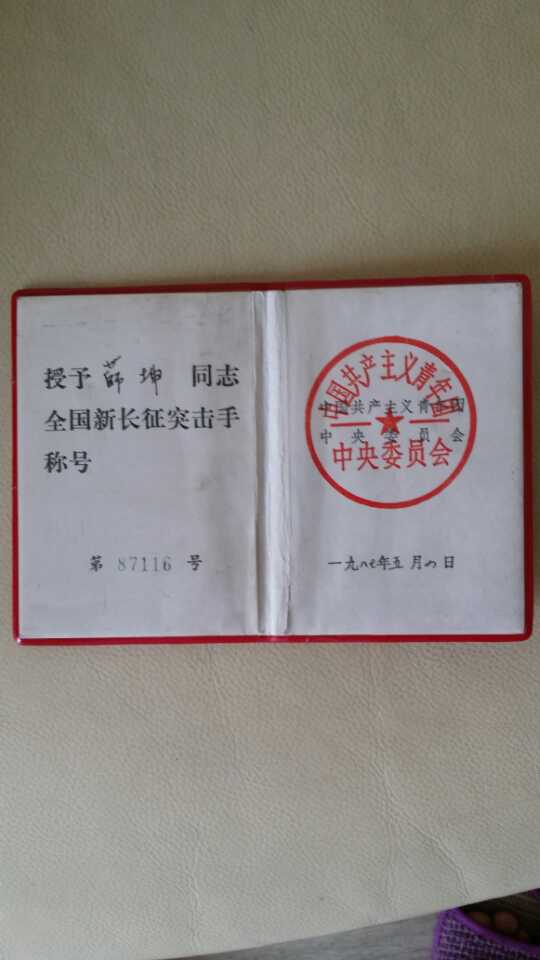 授予 薛坤 同志
全国新长征突击手
称号
第 87116 号
中国共产主义青年团
中央委员会
中国共产主义青年团
中央委员会
一九八七年五月四日